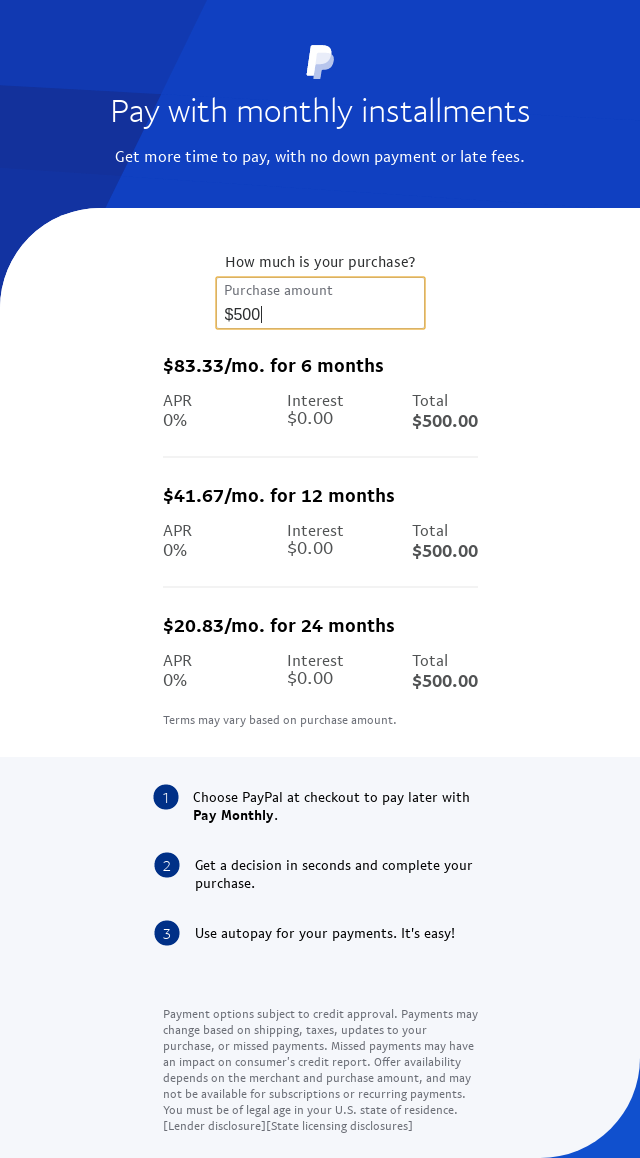 Pay with monthly installments
Get more time to pay, with no down payment or late fees.
How much is your purchase?
Purchase amount
$500
$83.33/mo. for 6 months
APR Interest Total
0% $0.00 $500.00
$41.67/mo. for 12 months
APR Interest Total
0% $0.00 $500.00
$20.83/mo. for 24 months
APR Interest Total
0% $0.00 $500.00
Terms may vary based on purchase amount.
1 Choose PayPal at checkout to pay later with
Pay Monthly.
2 Get a decision in seconds and complete your
purchase.
3 Use autopay for your payments. It's easy!
Payment options subject to credit approval. Payments may
change based on shipping, taxes, updates to your
purchase, or missed payments. Missed payments may have
an impact on consumer's credit report. Offer availability
depends on the merchant and purchase amount, and may
not be available for subscriptions or recurring payments.
You must be of legal age in your U.S. state of residence.
[Lender disclosure][State licensing disclosures]